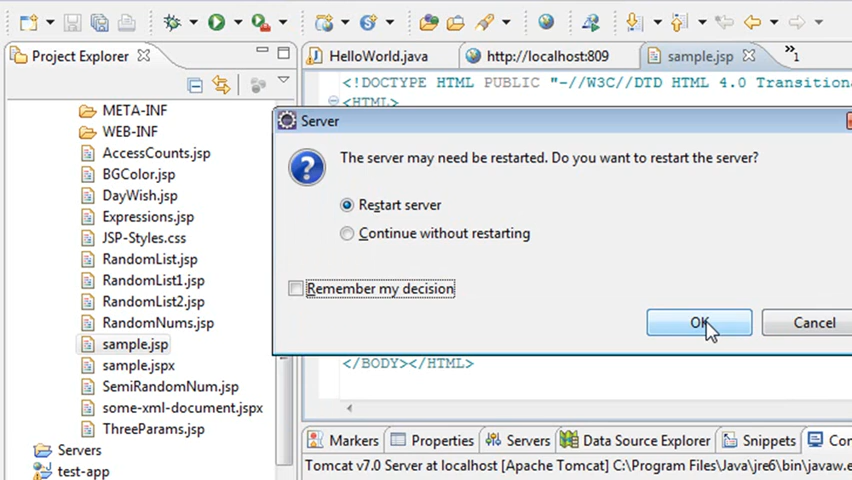 Project Explorer
META-INF
WEB-INF
AccessCounts.jsp
BGColor.jsp
DayWish.jsp
Expressions.jsp
JSP-Styles.css
RandomList.jsp
RandomList1.jsp
RandomList2.jsp
RandomNums.jsp
sample.jsp
sample.jspx
SemiRandomNum.jsp
some-xml-document.jspx
ThreeParams.jsp
Servers
test-app
HelloWorld.java
http://localhost:809
sample.jsp
»1
<!DOCTYPE HTML PUBLIC "-//W3C//DTD HTML 4.0 Transitiona
<HTML>
Server
The server may need be restarted. Do you want to restart the server?
Restart server
Continue without restarting
Remember my decision
OK
Cancel
</BODY></HTML>
Markers
Properties
Servers
Data Source Explorer
Snippets
Con
Tomcat v7.0 Server at localhost [Apache Tomcat] C:\Program Files\Java\jre6\bin\javaw.e